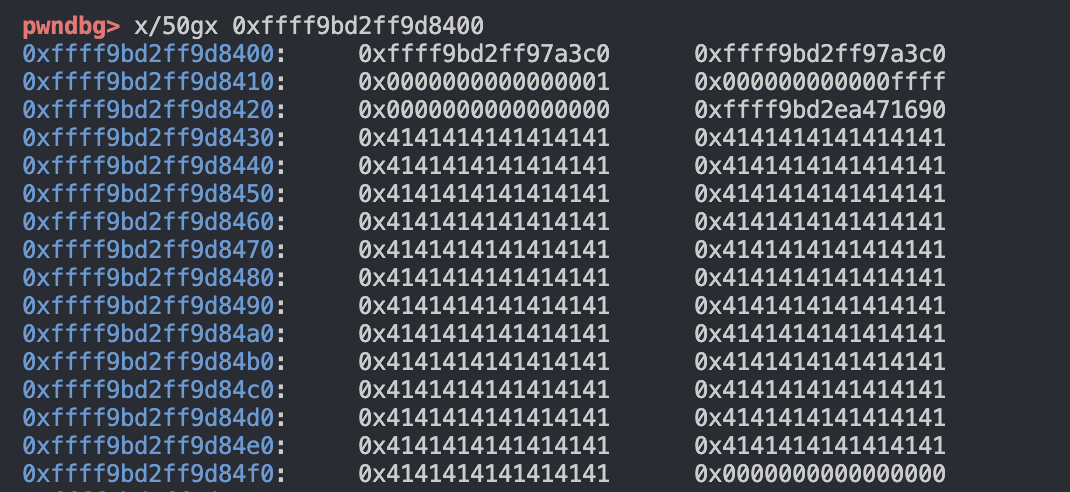 pwndbg> x/50gx 0xffff9bd2ff9d8400
0xffff9bd2ff9d8400: 0xffff9bd2ff97a3c0 0xffff9bd2ff97a3c0
0xffff9bd2ff9d8410: 0x0000000000000001 0x000000000000ffff
0xffff9bd2ff9d8420: 0x0000000000000000 0xffff9bd2ea471690
0xffff9bd2ff9d8430: 0x4141414141414141 0x4141414141414141
0xffff9bd2ff9d8440: 0x4141414141414141 0x4141414141414141
0xffff9bd2ff9d8450: 0x4141414141414141 0x4141414141414141
0xffff9bd2ff9d8460: 0x4141414141414141 0x4141414141414141
0xffff9bd2ff9d8470: 0x4141414141414141 0x4141414141414141
0xffff9bd2ff9d8480: 0x4141414141414141 0x4141414141414141
0xffff9bd2ff9d8490: 0x4141414141414141 0x4141414141414141
0xffff9bd2ff9d84a0: 0x4141414141414141 0x4141414141414141
0xffff9bd2ff9d84b0: 0x4141414141414141 0x4141414141414141
0xffff9bd2ff9d84c0: 0x4141414141414141 0x4141414141414141
0xffff9bd2ff9d84d0: 0x4141414141414141 0x4141414141414141
0xffff9bd2ff9d84e0: 0x4141414141414141 0x4141414141414141
0xffff9bd2ff9d84f0: 0x4141414141414141 0x0000000000000000